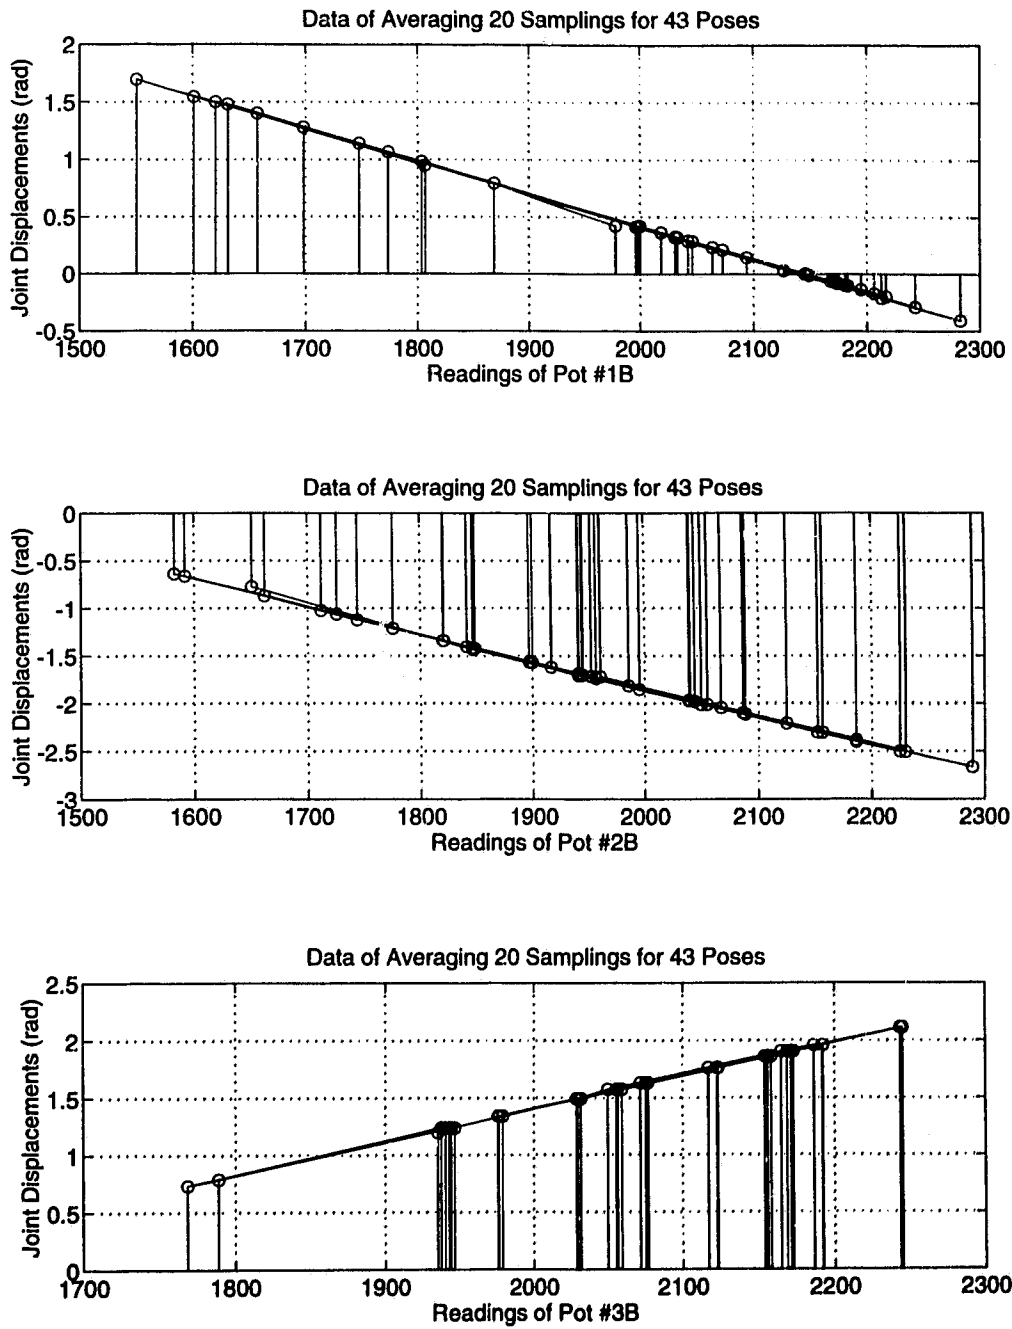 Data of Averaging 20 Samplings for 43 Poses
Joint Displacements (rad)
2
1.5
1
0.5
0
-0.5
1500 1600 1700 1800 1900 2000 2100 2200 2300
Readings of Pot #1B
Data of Averaging 20 Samplings for 43 Poses
Joint Displacements (rad)
0
-0.5
-1
-1.5
-2
-2.5
-3
1500 1600 1700 1800 1900 2000 2100 2200 2300
Readings of Pot #2B
Data of Averaging 20 Samplings for 43 Poses
Joint Displacements (rad)
2.5
2
1.5
1
0.5
0
1700 1800 1900 2000 2100 2200 2300
Readings of Pot #3B